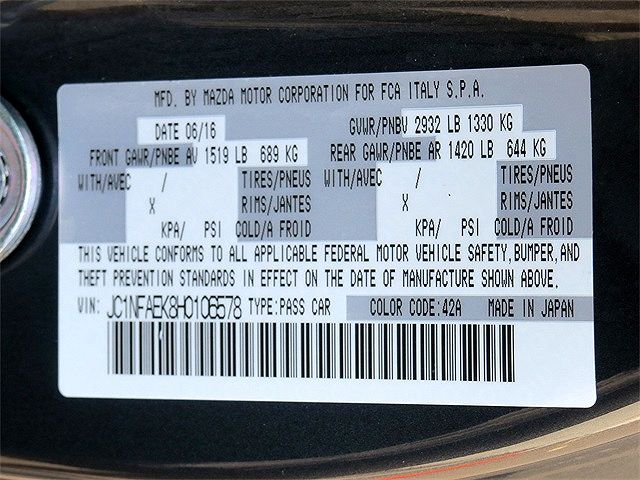 MFD. BY MAZDA MOTOR CORPORATION FOR FCA ITALY S.P.A.
DATE 06/16 GVWR/PNBV 2932 LB 1330 KG
FRONT GAWR/PNBE AV 1519 LB 689 KG REAR GAWR/PNBE AR 1420 LB 644 KG
WITH/AVEC / TIRES/PNEUS WITH/AVEC / TIRES/PNEUS
X RIMS/JANTES X RIMS/JANTES
KPA/ PSI COLD/A FROID KPA/ PSI COLD/A FROID
THIS VEHICLE CONFORMS TO ALL APPLICABLE FEDERAL MOTOR VEHICLE SAFETY, BUMPER, AND
THEFT PREVENTION STANDARDS IN EFFECT ON THE DATE OF MANUFACTURE SHOWN ABOVE.
VIN: JC1NFAEK8H0106578 TYPE:PASS CAR COLOR CODE:42A MADE IN JAPAN